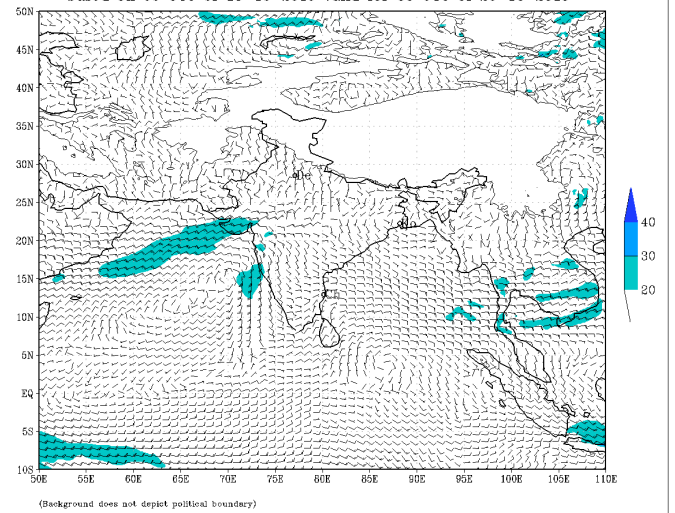 50N
45N
40N
35N
30N
25N
20N
15N
10N
5N
EQ
5S
10S
50E 55E 60E 65E 70E 75E 80E 85E 90E 95E 100E 105E 110E
40
30
20
(Background does not depict political boundary)